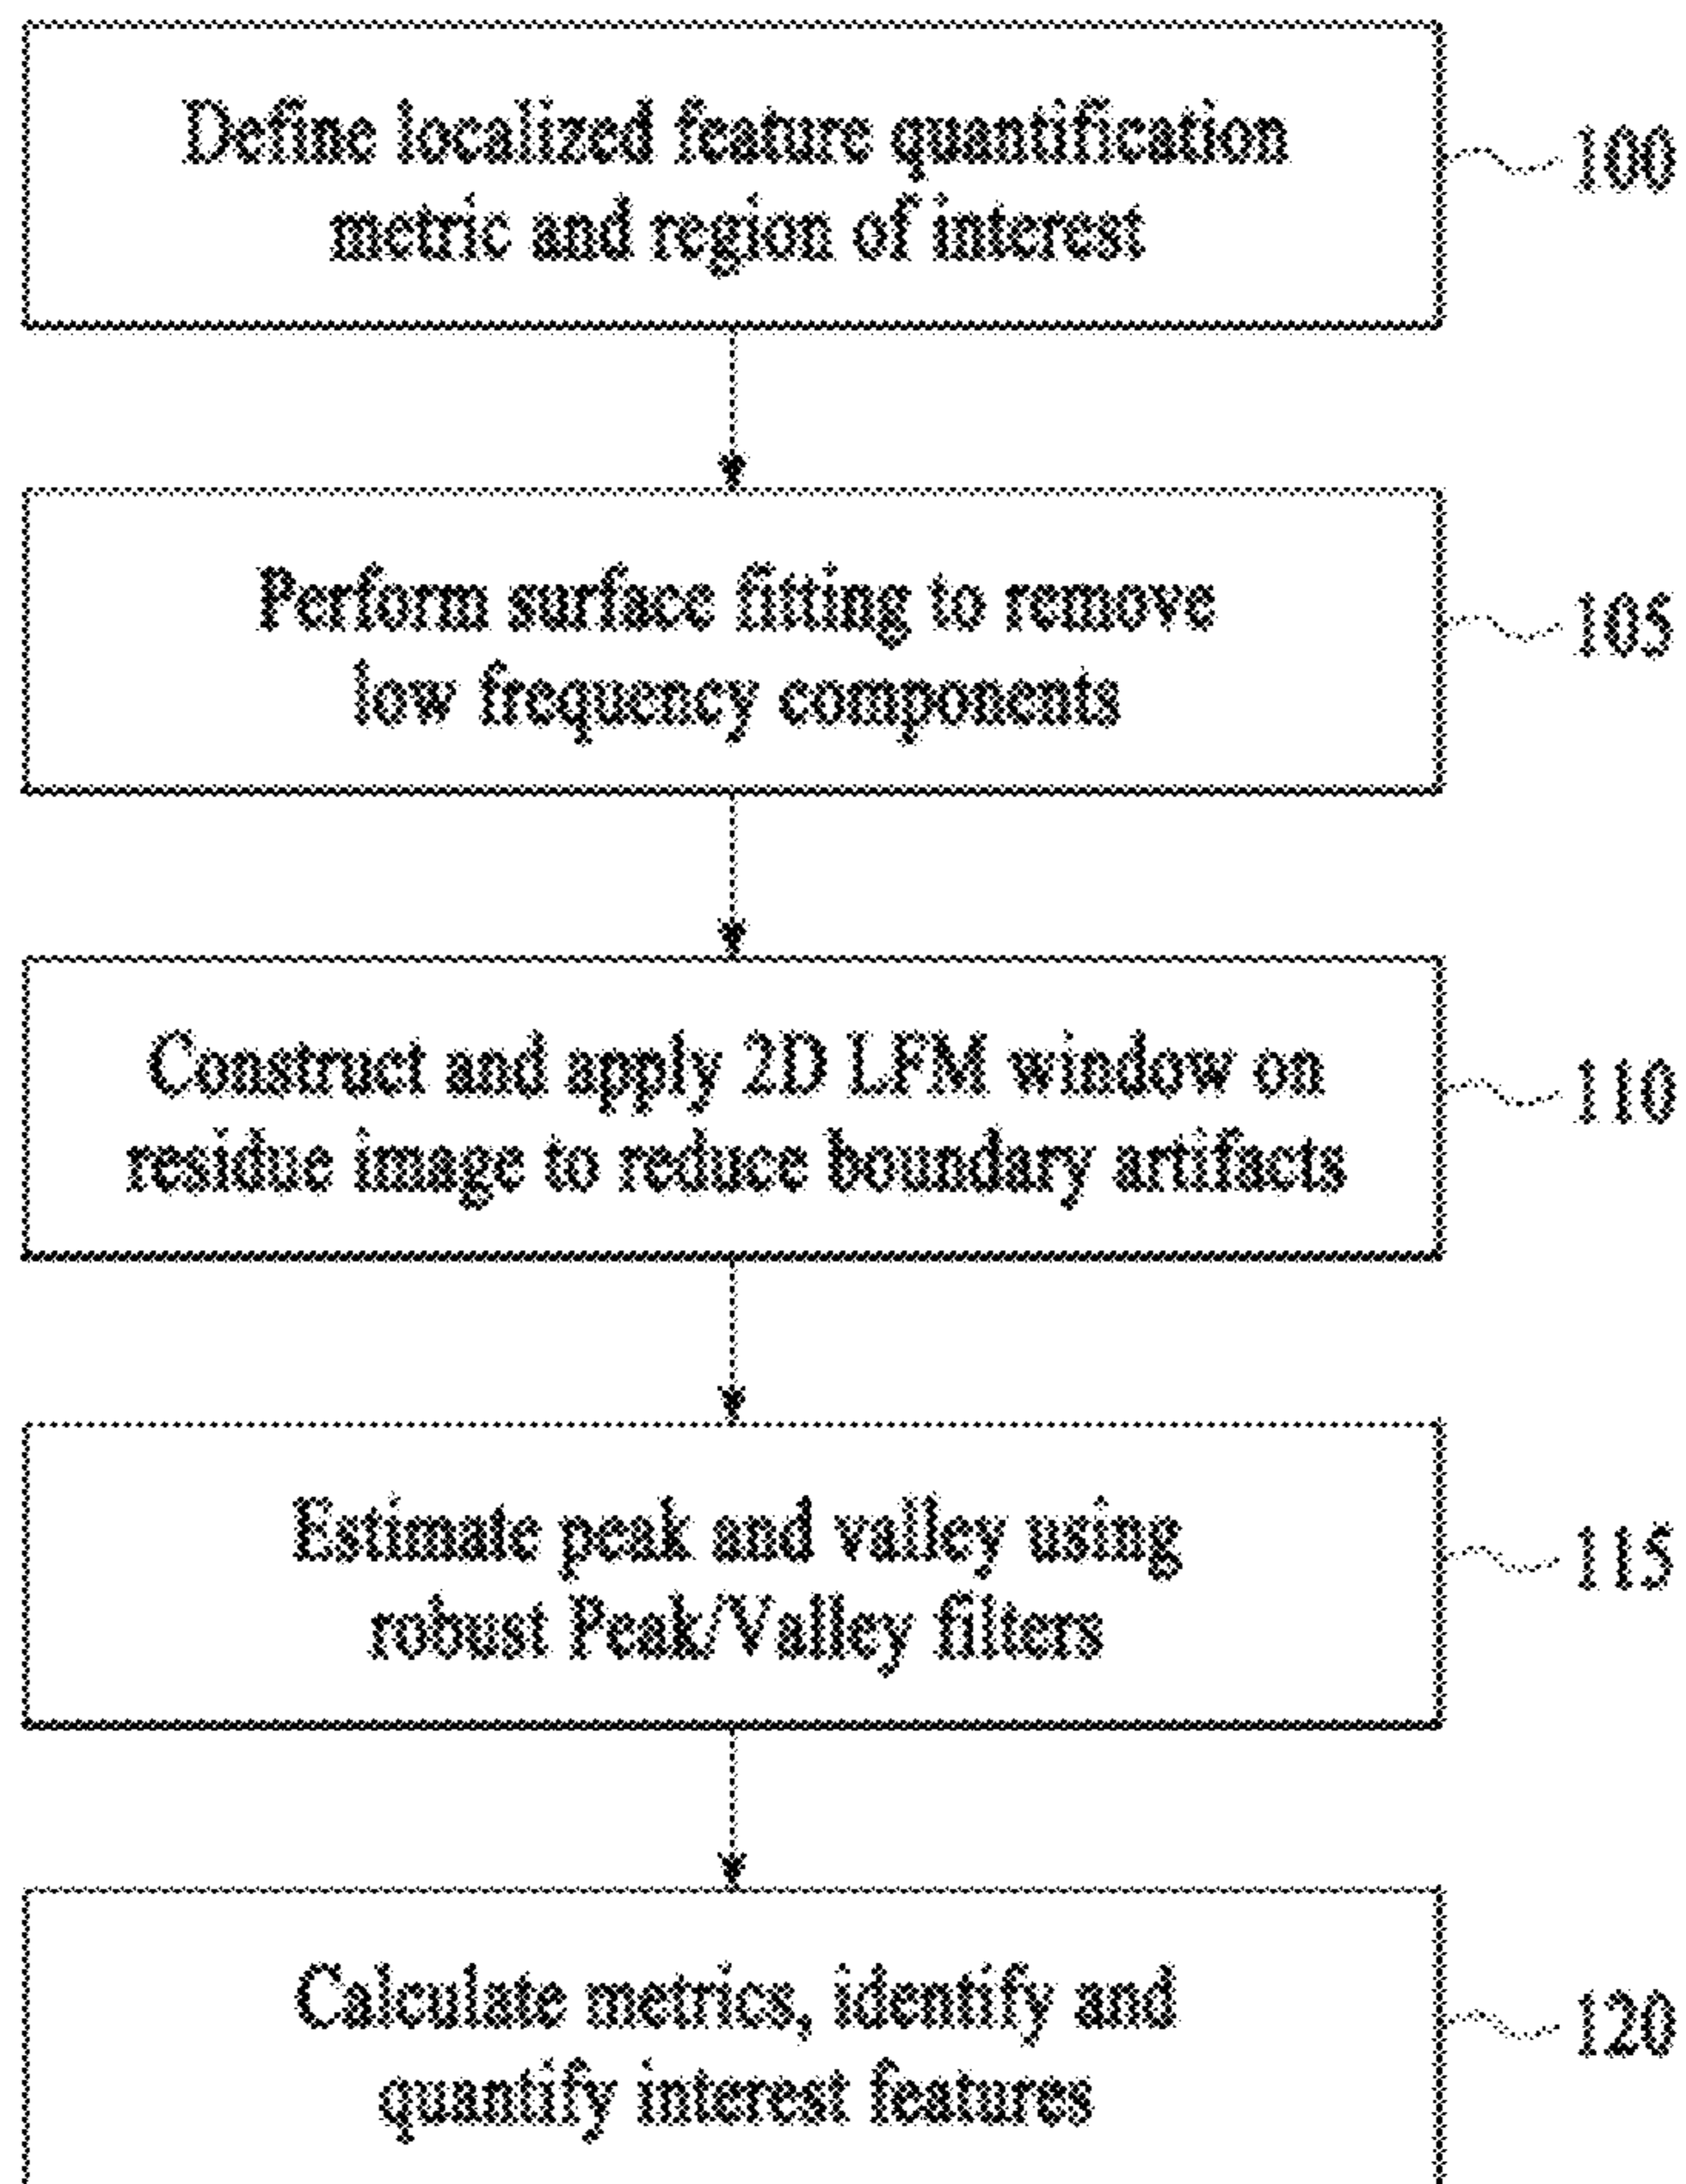 Define localized feature quantification
metric and region of interest
100
Perform surface fitting to remove
low frequency components
105
Construct and apply 2D LFM window on
residue image to reduce boundary artifacts
110
Estimate peak and valley using
robust Peak/Valley filters
115
Calculate metrics, identify and
quantify interest features
120